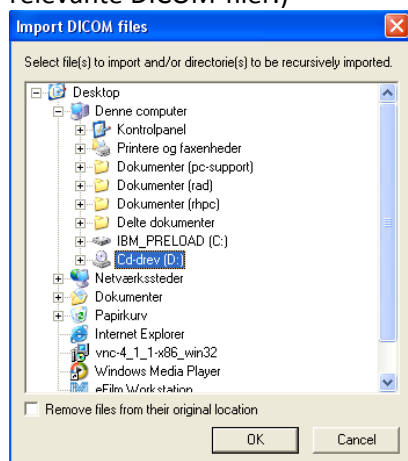 relevante DICOM-filer.)
Import DICOM files
Select file(s) to import and/or directorie(s) to be recursively imported.
Desktop
Denne computer
Kontrolpanel
Printere og faxenheder
Dokumenter (pc-support)
Dokumenter (rad)
Dokumenter (rhpc)
Delte dokumenter
IBM_PRELOAD (C:)
Cd-drev (D:)
Netværkssteder
Dokumenter
Papirkurv
Internet Explorer
vnc-4_1_1-x86_win32
Windows Media Player
eFilm Workstation
Remove files from their original location
OK
Cancel